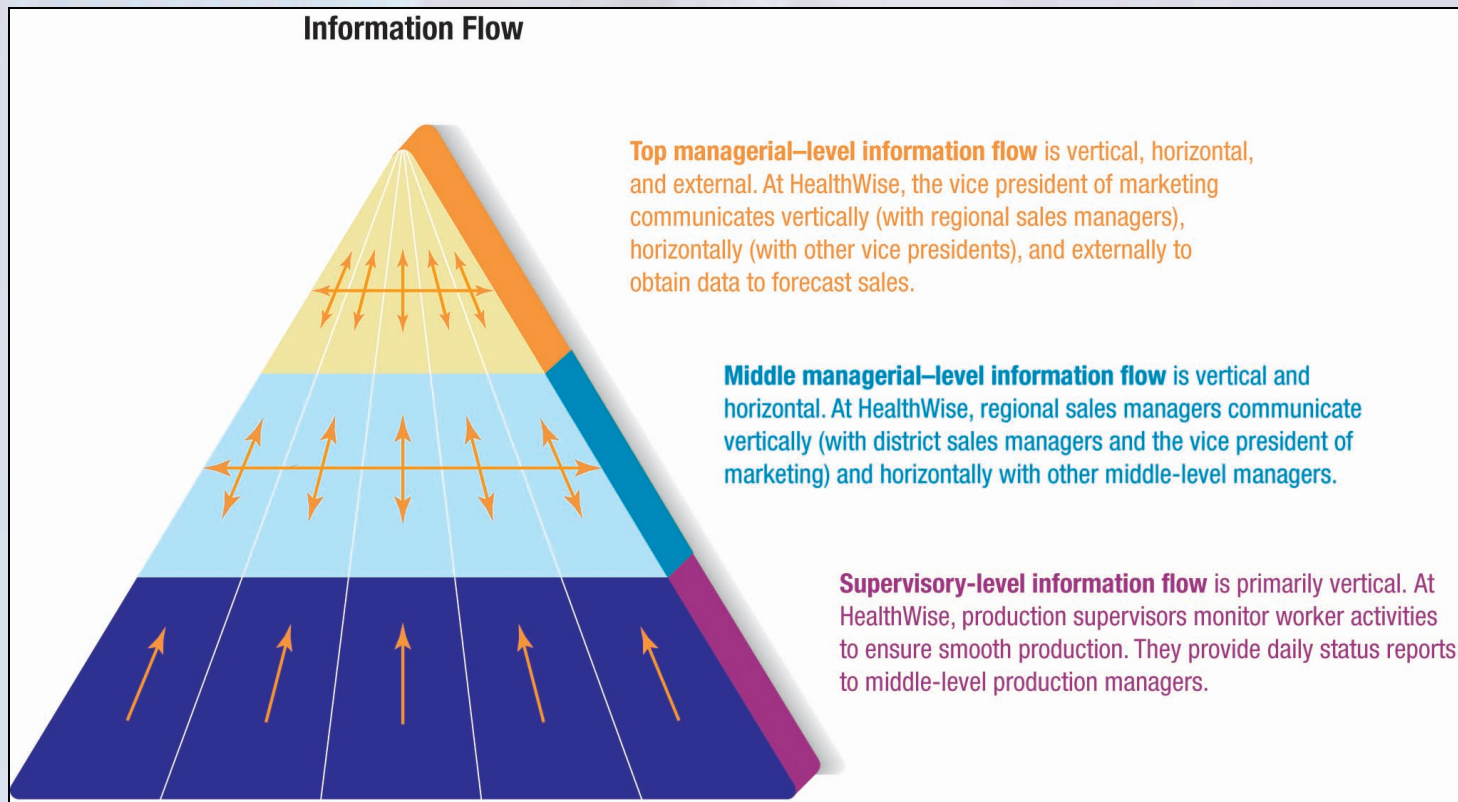 Information Flow
Top managerial–level information flow is vertical, horizontal,
and external. At HealthWise, the vice president of marketing
communicates vertically (with regional sales managers),
horizontally (with other vice presidents), and externally to
obtain data to forecast sales.
Middle managerial–level information flow is vertical and
horizontal. At HealthWise, regional sales managers communicate
vertically (with district sales managers and the vice president of
marketing) and horizontally with other middle-level managers.
Supervisory-level information flow is primarily vertical. At
HealthWise, production supervisors monitor worker activities
to ensure smooth production. They provide daily status reports
to middle-level production managers.